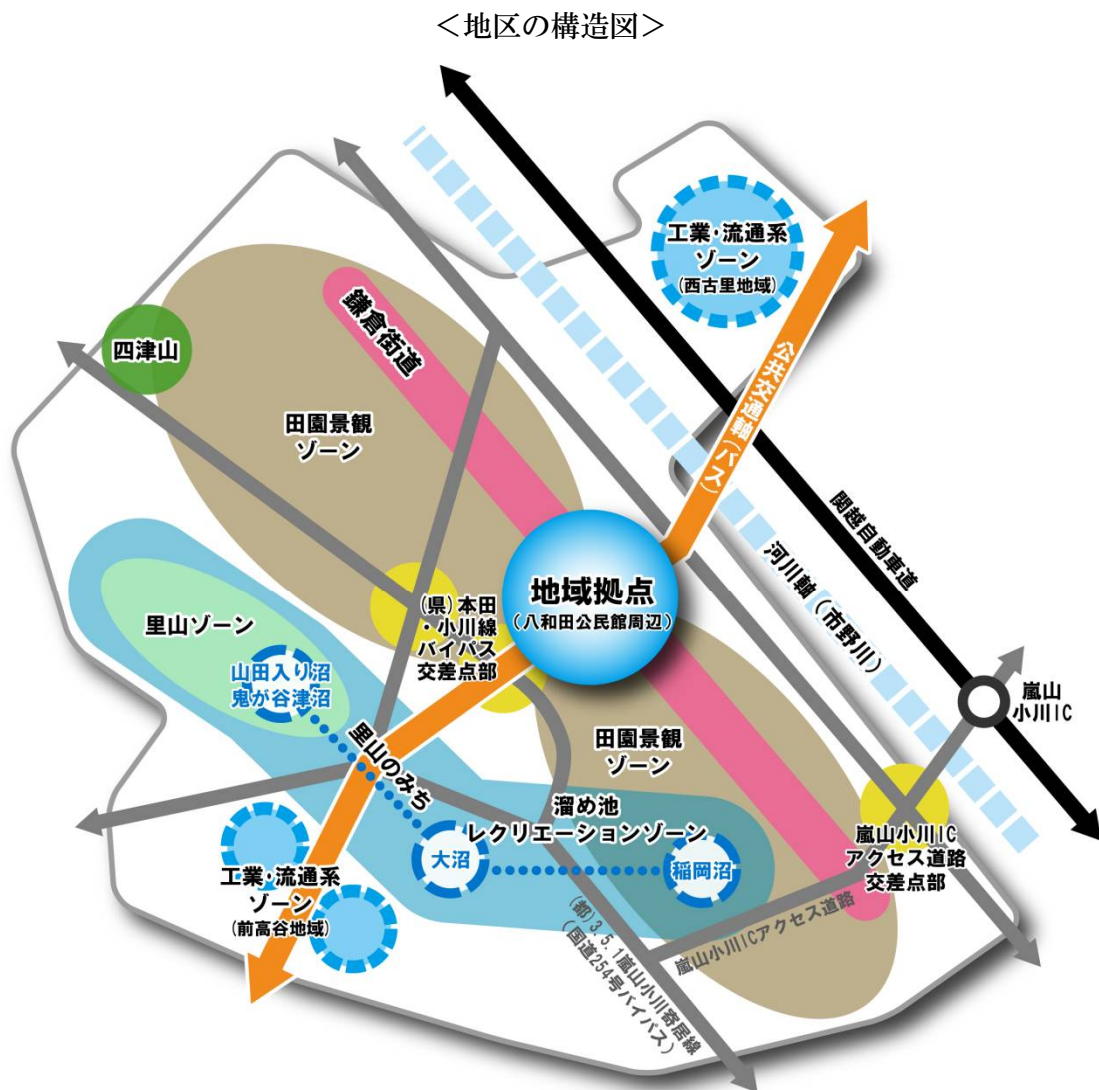 ＜地区の構造図＞
工業・流通系
ゾーン
(西古里地域)
鎌倉街道
四津山
公共交通軸(バス)
田園景観
ゾーン
関越自動車道
河川軸(市野川)
地域拠点
(八和田公民館周辺)
(県)本田
・小川線
バイパス
交差点部
里山ゾーン
山田入り沼
鬼が谷津沼
嵐山
小川IC
里山のみち
田園景観
ゾーン
溜め池
レクリエーションゾーン
大沼
稲岡沼
嵐山小川IC
アクセス道路
交差点部
工業・流通系
ゾーン
(前高谷地域)
嵐山小川ICアクセス道路
(都)3.5.1嵐山小川寄居線
(国道254号バイパス)